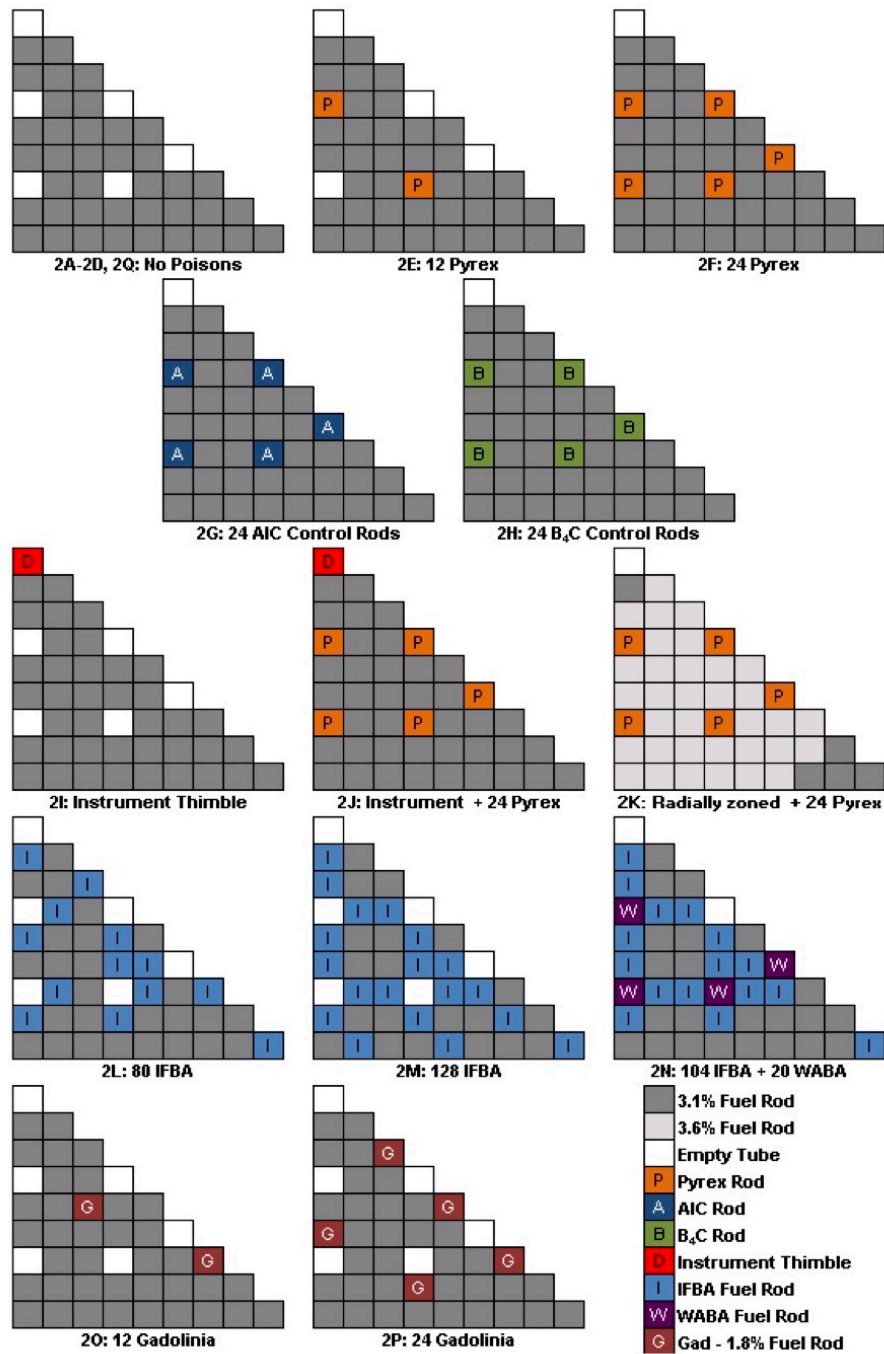 P
P
2A-2D, 2Q: No Poisons
2E: 12 Pyrex
P P
P
P P
2F: 24 Pyrex
A A
A
A A
2G: 24 AIC Control Rods
B B
B
B B
2H: 24 B₄C Control Rods
D
2I: Instrument Thimble
D
P P
P
P P
2J: Instrument + 24 Pyrex
P P
P
P P
2K: Radially zoned + 24 Pyrex
I
I
I
I I
I I
I I I
I I
I
2L: 80 IFBA
I
I
I I
I I
I I I
I I I I
I I I
I I I
2M: 128 IFBA
I
I
W I I
I I
I I I W
W I I W I I
I I
I
2N: 104 IFBA + 20 WABA
G
G
2O: 12 Gadolinia
G
G
G
G
G
2P: 24 Gadolinia
3.1% Fuel Rod
3.6% Fuel Rod
Empty Tube
P Pyrex Rod
A AIC Rod
B B₄C Rod
D Instrument Thimble
I IFBA Fuel Rod
W WABA Fuel Rod
G Gad - 1.8% Fuel Rod